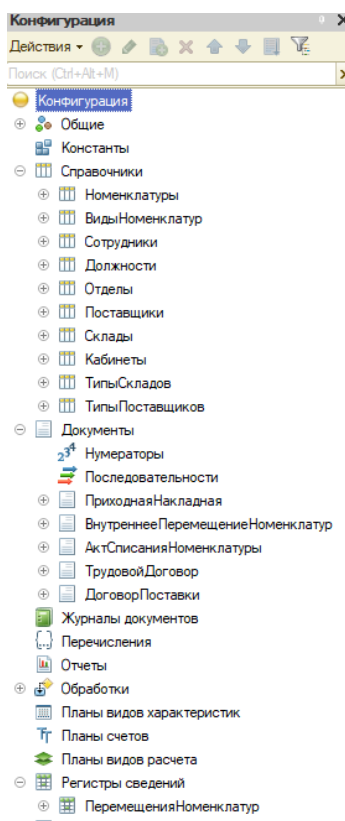 Конфигурация
Действия
Поиск (Ctrl+Alt+M)
Конфигурация
Общие
Константы
Справочники
Номенклатуры
ВидыНоменклатур
Сотрудники
Должности
Отделы
Поставщики
Склады
Кабинеты
ТипыСкладов
ТипыПоставщиков
Документы
Нумераторы
Последовательности
ПриходнаяНакладная
ВнутреннееПеремещениеНоменклатур
АктСписанияНоменклатуры
ТрудовойДоговор
ДоговорПоставки
Журналы документов
Перечисления
Отчеты
Обработки
Планы видов характеристик
Планы счетов
Планы видов расчета
Регистры сведений
ПеремещенияНоменклатур